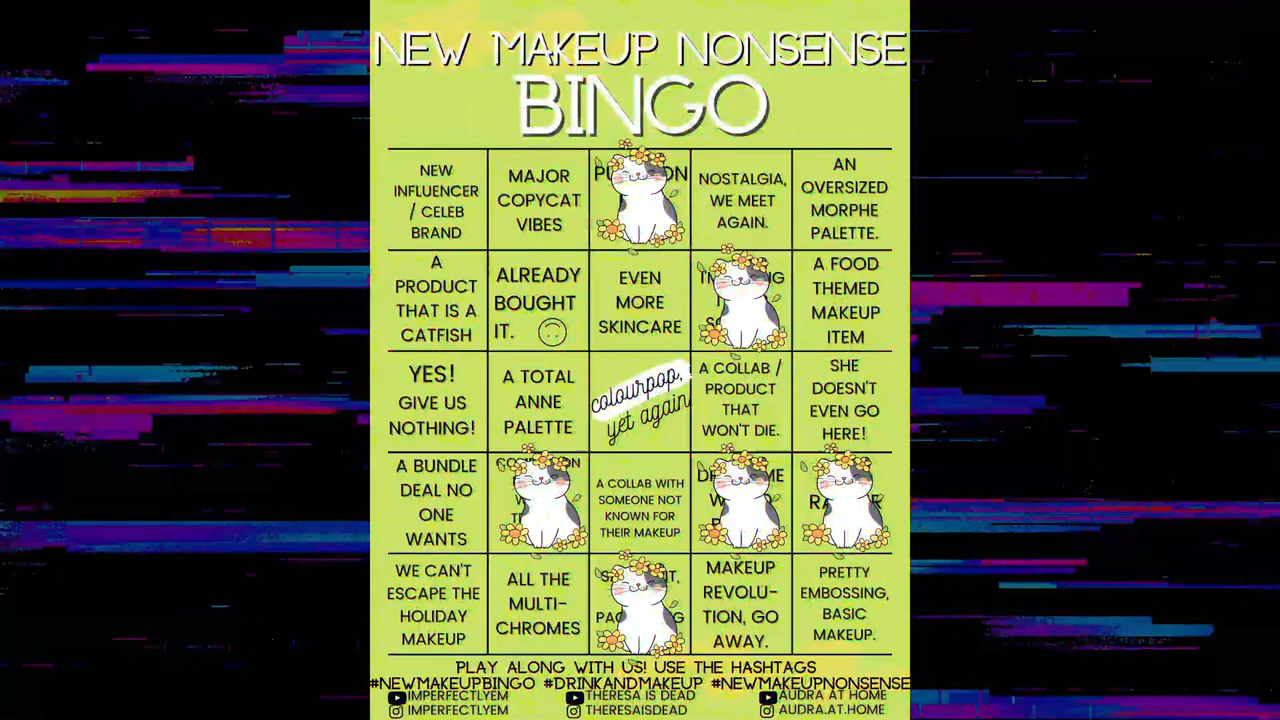 NEW MAKEUP NONSENSE
BINGO
NEW
INFLUENCER
/ CELEB
BRAND
MAJOR
COPYCAT
VIBES
NOSTALGIA,
WE MEET
AGAIN.
AN
OVERSIZED
MORPHE
PALETTE.
A
PRODUCT
THAT IS A
CATFISH
ALREADY
BOUGHT
IT.
EVEN
MORE
SKINCARE
A FOOD
THEMED
MAKEUP
ITEM
YES!
GIVE US
NOTHING!
A TOTAL
ANNE
PALETTE
colourpop,
yet again
A COLLAB /
PRODUCT
THAT
WON'T DIE.
SHE
DOESN'T
EVEN GO
HERE!
A BUNDLE
DEAL NO
ONE
WANTS
A COLLAB WITH
SOMEONE NOT
KNOWN FOR
THEIR MAKEUP
WE CAN'T
ESCAPE THE
HOLIDAY
MAKEUP
ALL THE
MULTI-
CHROMES
MAKEUP
REVOLU-
TION, GO
AWAY.
PRETTY
EMBOSSING,
BASIC
MAKEUP.
PLAY ALONG WITH US! USE THE HASHTAGS
#NEWMAKEUPBINGO #DRINKANDMAKEUP #NEWMAKEUPNONSENSE
IMPERFECTLYEM THERESA IS DEAD AUDRA AT HOME
IMPERFECTLYEM THERESAISDEAD AUDRA.AT.HOME